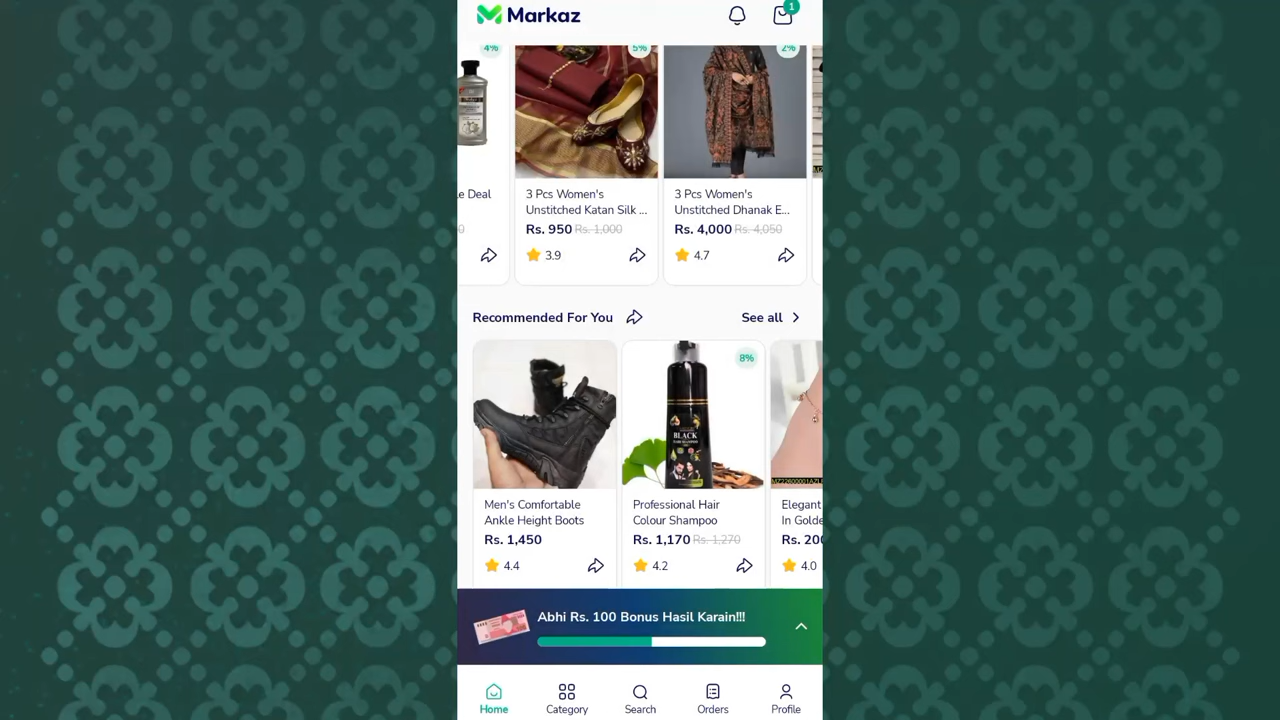 Markaz
1
4%
5%
2%
e Deal
3 Pcs Women's
Unstitched Katan Silk ...
Rs. 950 Rs. 1,000
3.9
3 Pcs Women's
Unstitched Dhanak E...
Rs. 4,000 Rs. 4,050
4.7
0
Recommended For You
See all
8%
BLACK
HAIR SHAMPOO
Men's Comfortable
Ankle Height Boots
Rs. 1,450
4.4
Professional Hair
Colour Shampoo
Rs. 1,170 Rs. 1,270
4.2
Elegant
In Golde
Rs. 200
4.0
Abhi Rs. 100 Bonus Hasil Karain!!!
Home
Category
Search
Orders
Profile